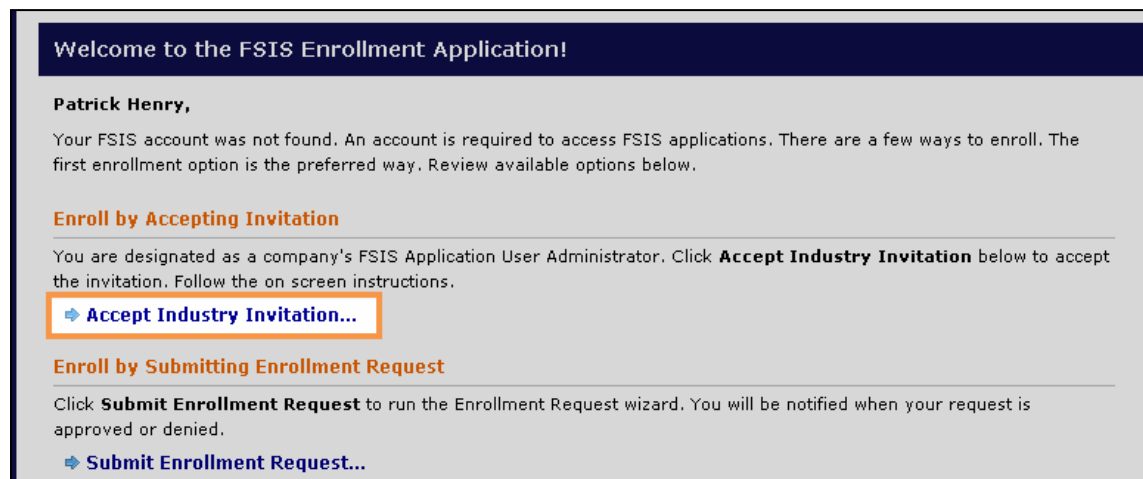 Welcome to the FSIS Enrollment Application!
Patrick Henry,
Your FSIS account was not found. An account is required to access FSIS applications. There are a few ways to enroll. The
first enrollment option is the preferred way. Review available options below.
Enroll by Accepting Invitation
You are designated as a company's FSIS Application User Administrator. Click Accept Industry Invitation below to accept
the invitation. Follow the on screen instructions.
Accept Industry Invitation...
Enroll by Submitting Enrollment Request
Click Submit Enrollment Request to run the Enrollment Request wizard. You will be notified when your request is
approved or denied.
Submit Enrollment Request...